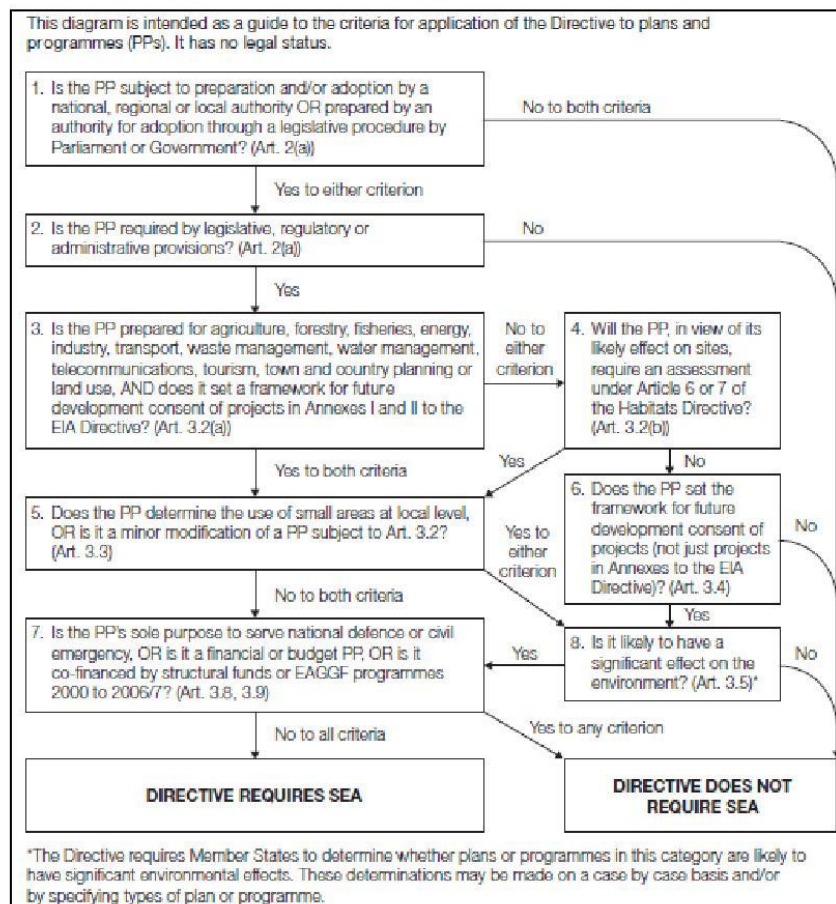 This diagram is intended as a guide to the criteria for application of the Directive to plans and
programmes (PPs). It has no legal status.
1. Is the PP subject to preparation and/or adoption by a
national, regional or local authority OR prepared by an
authority for adoption through a legislative procedure by
Parliament or Government? (Art. 2(a))
No to both criteria
Yes to either criterion
2. Is the PP required by legislative, regulatory or
administrative provisions? (Art. 2(a))
No
Yes
3. Is the PP prepared for agriculture, forestry, fisheries, energy,
industry, transport, waste management, water management,
telecommunications, tourism, town and country planning or
land use, AND does it set a framework for future
development consent of projects in Annexes I and II to the
EIA Directive? (Art. 3.2(a))
No to
either
criterion
4. Will the PP, in view of its
likely effect on sites,
require an assessment
under Article 6 or 7 of
the Habitats Directive?
(Art. 3.2(b))
Yes to both criteria
Yes
No
5. Does the PP determine the use of small areas at local level,
OR is it a minor modification of a PP subject to Art. 3.2?
(Art. 3.3)
Yes to
either
criterion
6. Does the PP set the
framework for future
development consent of
projects (not just projects
in Annexes to the EIA
Directive)? (Art. 3.4)
No
No to both criteria
Yes
7. Is the PP's sole purpose to serve national defence or civil
emergency, OR is it a financial or budget PP, OR is it
co-financed by structural funds or EAGGF programmes
2000 to 2006/7? (Art. 3.8, 3.9)
Yes
8. Is it likely to have a
significant effect on the
environment? (Art. 3.5)*
No
No to all criteria
Yes to any criterion
DIRECTIVE REQUIRES SEA
DIRECTIVE DOES NOT
REQUIRE SEA
*The Directive requires Member States to determine whether plans or programmes in this category are likely to
have significant environmental effects. These determinations may be made on a case by case basis and/or
by specifying types of plan or programme.